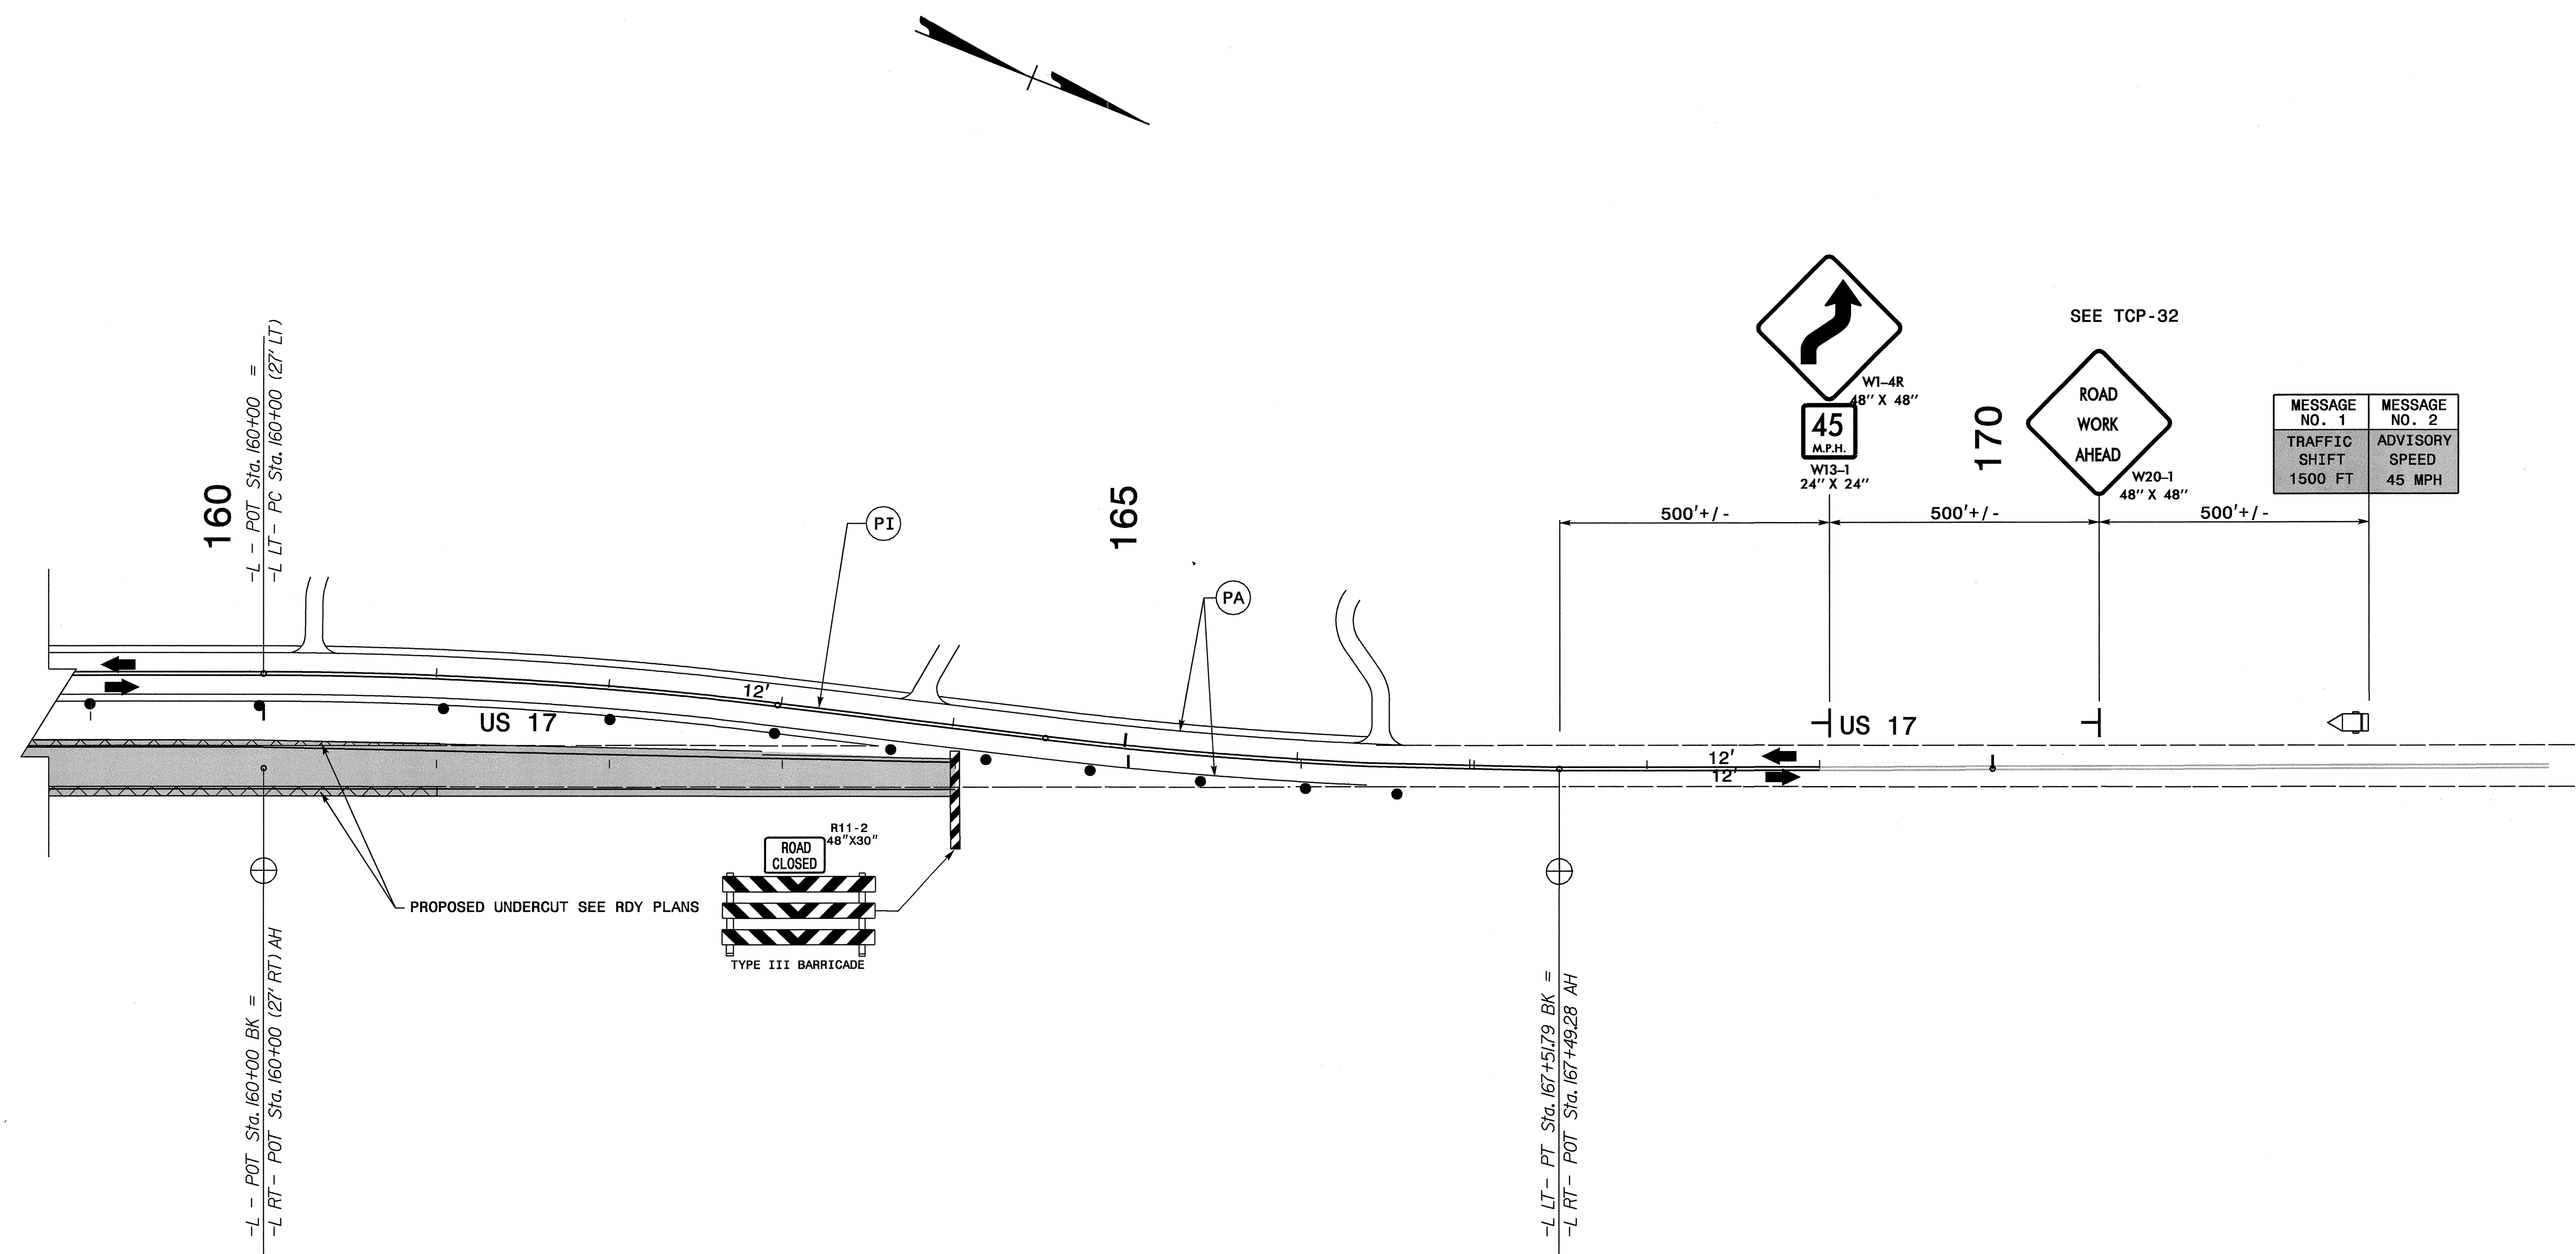 SEE TCP-32
W1-4R
48" X 48"
45
M.P.H.
W13-1
24" X 24"
170
ROAD
WORK
AHEAD
W20-1
48" X 48"
MESSAGE NO. 1
MESSAGE NO. 2
TRAFFIC
SHIFT
1500 FT
ADVISORY
SPEED
45 MPH
500'+/-
500'+/-
500'+/-
160
-L- POT Sta. 160+00 =
-L LT- PC Sta. 160+00 (27' LT)
165
PI
PA
12'
US 17
US 17
12'
12'
R11-2
48"X30"
ROAD
CLOSED
PROPOSED UNDERCUT SEE RDY PLANS
TYPE III BARRICADE
-L- POT Sta. 160+00 BK =
-L RT- POT Sta. 160+00 (27' RT) AH
-L LT- PT Sta. 167+51.79 BK =
-L RT- POT Sta. 167+49.28 AH